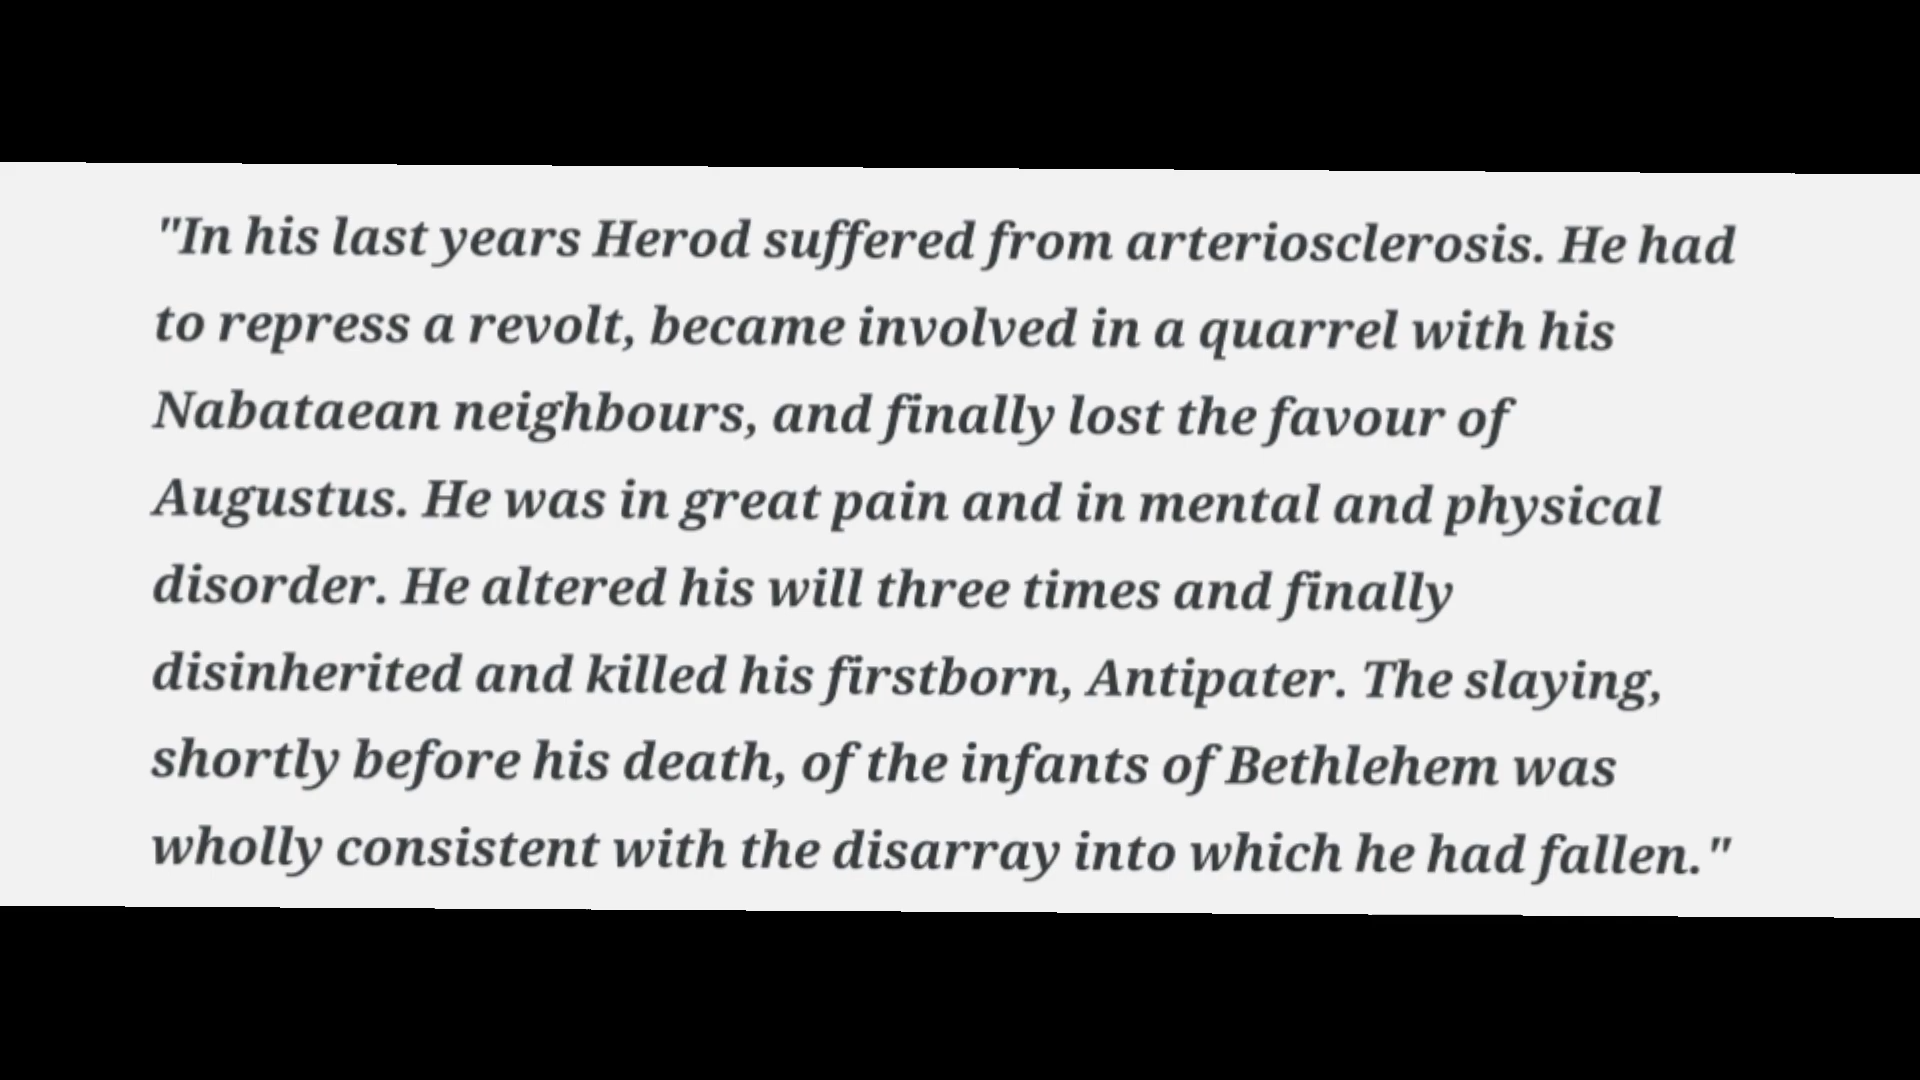 "In his last years Herod suffered from arteriosclerosis. He had
to repress a revolt, became involved in a quarrel with his
Nabataean neighbours, and finally lost the favour of
Augustus. He was in great pain and in mental and physical
disorder. He altered his will three times and finally
disinherited and killed his firstborn, Antipater. The slaying,
shortly before his death, of the infants of Bethlehem was
wholly consistent with the disarray into which he had fallen."